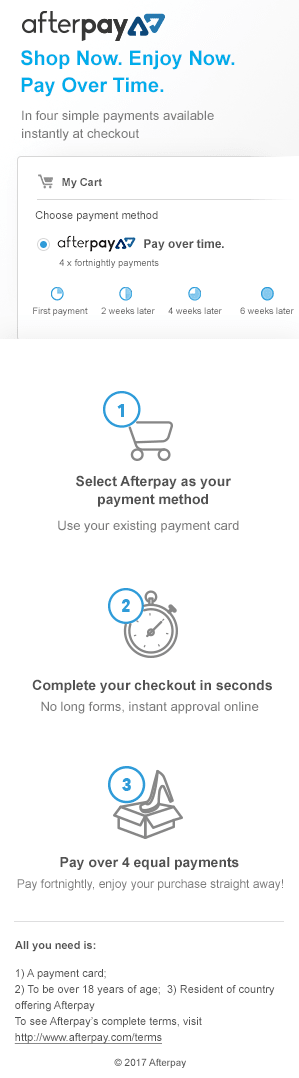 afterpay
Shop Now. Enjoy Now.
Pay Over Time.
In four simple payments available
instantly at checkout
My Cart
Choose payment method
afterpay Pay over time.
4 x fortnightly payments
First payment 2 weeks later 4 weeks later 6 weeks later
1
Select Afterpay as your
payment method
Use your existing payment card
2
Complete your checkout in seconds
No long forms, instant approval online
3
Pay over 4 equal payments
Pay fortnightly, enjoy your purchase straight away!
All you need is:
1) A payment card;
2) To be over 18 years of age; 3) Resident of country
offering Afterpay
To see Afterpay's complete terms, visit
http://www.afterpay.com/terms
© 2017 Afterpay